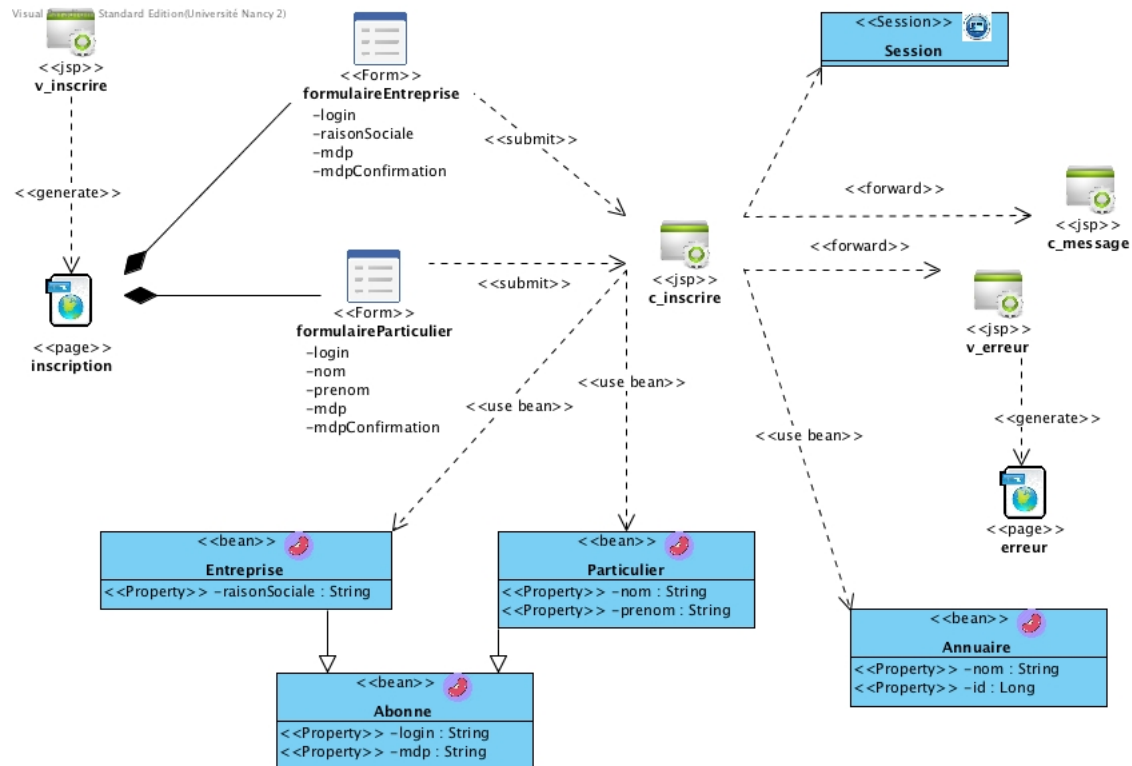 Visual Paradigm Standard Edition(Université Nancy 2)
<<jsp>>
v_inscrire
<<generate>>
<<page>>
inscription
<<Form>>
formulaireEntreprise
-login
-raisonSociale
-mdp
-mdpConfirmation
<<submit>>
<<Form>>
formulaireParticulier
-login
-nom
-prenom
-mdp
-mdpConfirmation
<<submit>>
<<jsp>>
c_inscrire
<<Session>>
Session
<<forward>>
<<jsp>>
c_message
<<forward>>
<<jsp>>
v_erreur
<<generate>>
<<page>>
erreur
<<use bean>>
<<use bean>>
<<use bean>>
<<bean>>
Entreprise
<<Property>> -raisonSociale : String
<<bean>>
Particulier
<<Property>> -nom : String
<<Property>> -prenom : String
<<bean>>
Annuaire
<<Property>> -nom : String
<<Property>> -id : Long
<<bean>>
Abonne
<<Property>> -login : String
<<Property>> -mdp : String